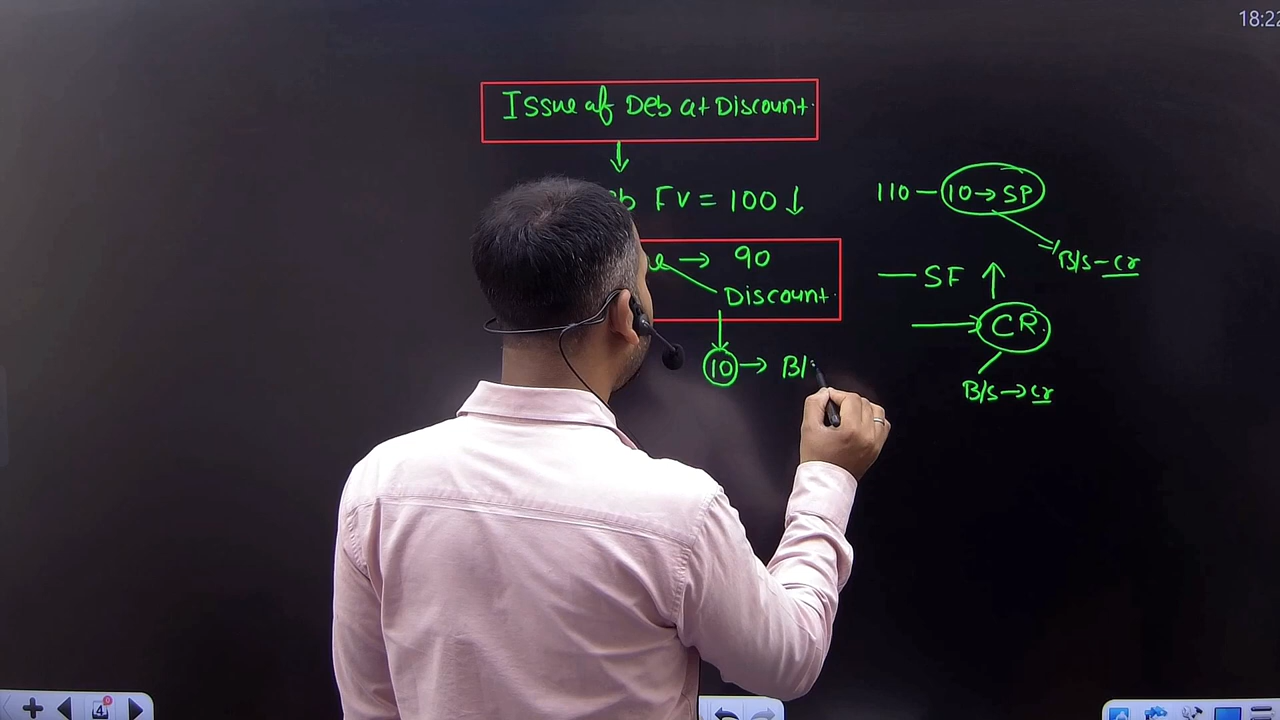 18:22
Issue of Deb at Discount.
FV = 100 ↓
→ 90
Discount.
10 → B/
110 — 10 → SP
B/S - Cr
— SF ↑
→ CR.
B/S → Cr
4